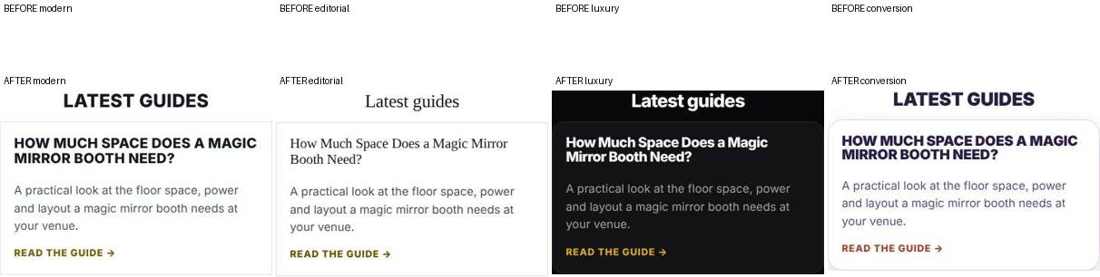 BEFORE modern
BEFORE editorial
BEFORE luxury
BEFORE conversion
AFTER modern
AFTER editorial
AFTER luxury
AFTER conversion
LATEST GUIDES
HOW MUCH SPACE DOES A MAGIC
MIRROR BOOTH NEED?
A practical look at the floor space, power
and layout a magic mirror booth needs at
your venue.
READ THE GUIDE →
Latest guides
How Much Space Does a Magic Mirror
Booth Need?
A practical look at the floor space, power
and layout a magic mirror booth needs at
your venue.
READ THE GUIDE →
Latest guides
How Much Space Does a Magic
Mirror Booth Need?
A practical look at the floor space, power
and layout a magic mirror booth needs at
your venue.
READ THE GUIDE →
LATEST GUIDES
HOW MUCH SPACE DOES A MAGIC
MIRROR BOOTH NEED?
A practical look at the floor space, power
and layout a magic mirror booth needs at
your venue.
READ THE GUIDE →